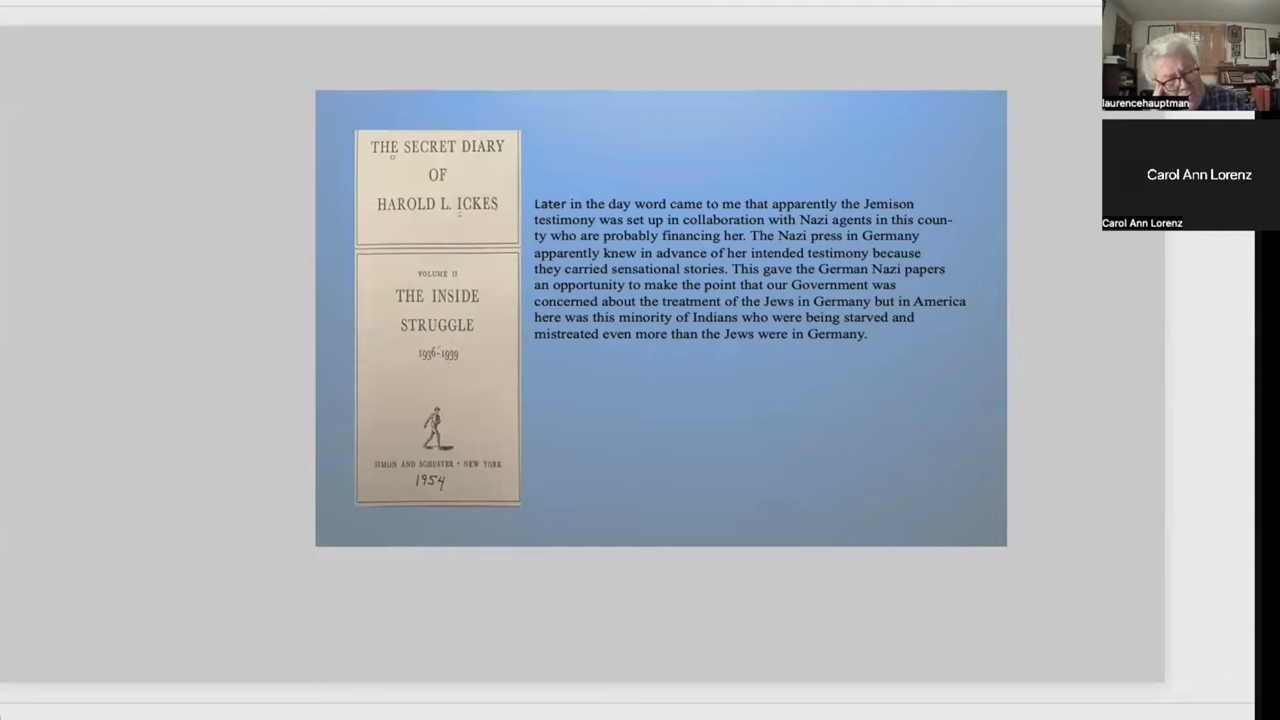 THE SECRET DIARY
OF
HAROLD L. ICKES
VOLUME II
THE INSIDE
STRUGGLE
1936-1939
SIMON AND SCHUSTER • NEW YORK
1954
Later in the day word came to me that apparently the Jemison
testimony was set up in collaboration with Nazi agents in this coun-
ty who are probably financing her. The Nazi press in Germany
apparently knew in advance of her intended testimony because
they carried sensational stories. This gave the German Nazi papers
an opportunity to make the point that our Government was
concerned about the treatment of the Jews in Germany but in America
here was this minority of Indians who were being starved and
mistreated even more than the Jews were in Germany.
laurencehauptman
Carol Ann Lorenz
Carol Ann Lorenz